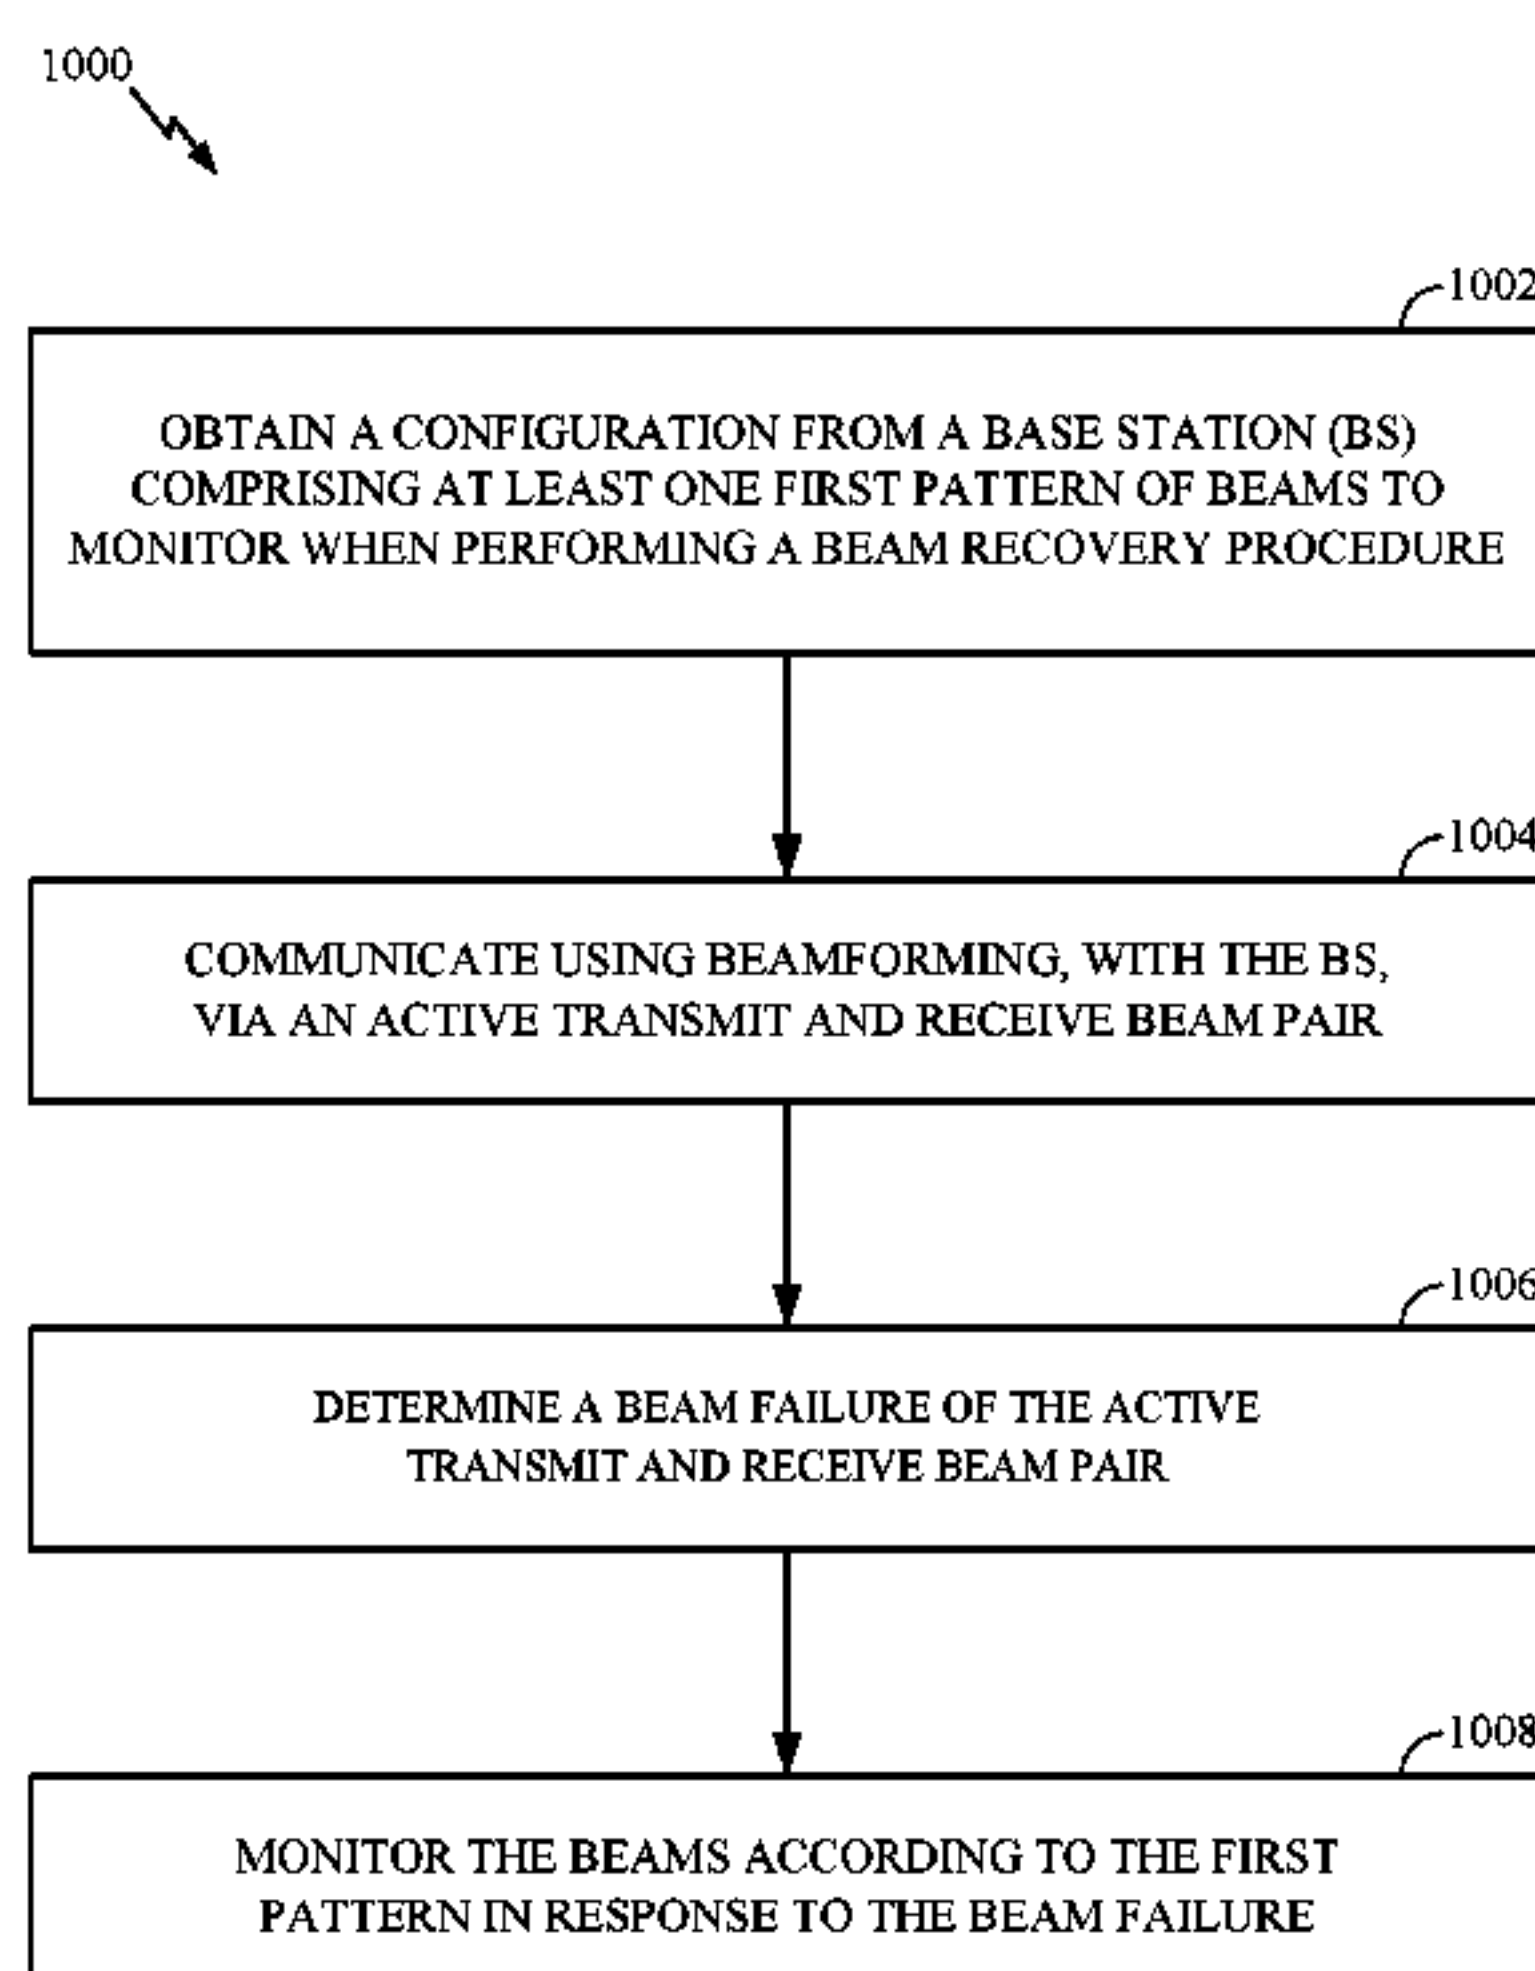 1000
1002
OBTAIN A CONFIGURATION FROM A BASE STATION (BS)
COMPRISING AT LEAST ONE FIRST PATTERN OF BEAMS TO
MONITOR WHEN PERFORMING A BEAM RECOVERY PROCEDURE
1004
COMMUNICATE USING BEAMFORMING, WITH THE BS,
VIA AN ACTIVE TRANSMIT AND RECEIVE BEAM PAIR
1006
DETERMINE A BEAM FAILURE OF THE ACTIVE
TRANSMIT AND RECEIVE BEAM PAIR
1008
MONITOR THE BEAMS ACCORDING TO THE FIRST
PATTERN IN RESPONSE TO THE BEAM FAILURE